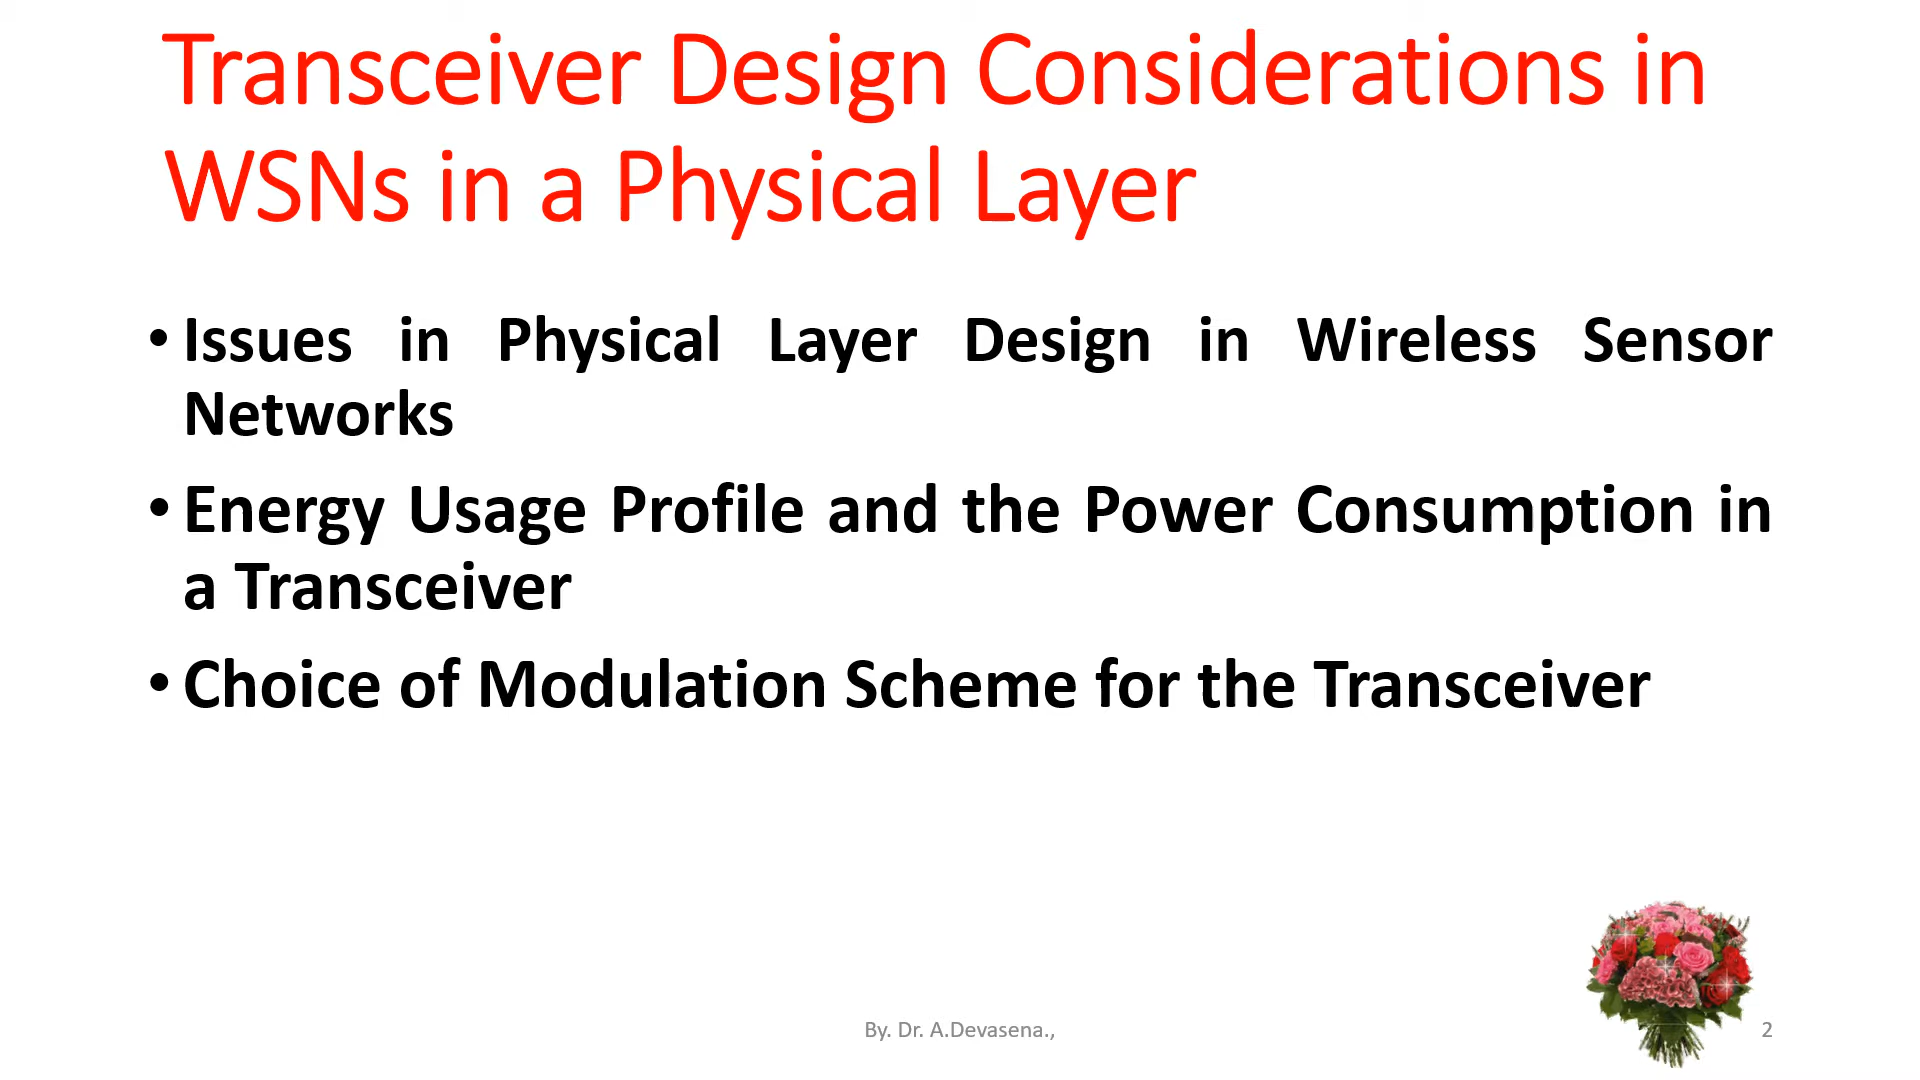 Transceiver Design Considerations in
WSNs in a Physical Layer
• Issues in Physical Layer Design in Wireless Sensor
Networks
• Energy Usage Profile and the Power Consumption in
a Transceiver
• Choice of Modulation Scheme for the Transceiver
By. Dr. A.Devasena.,
2